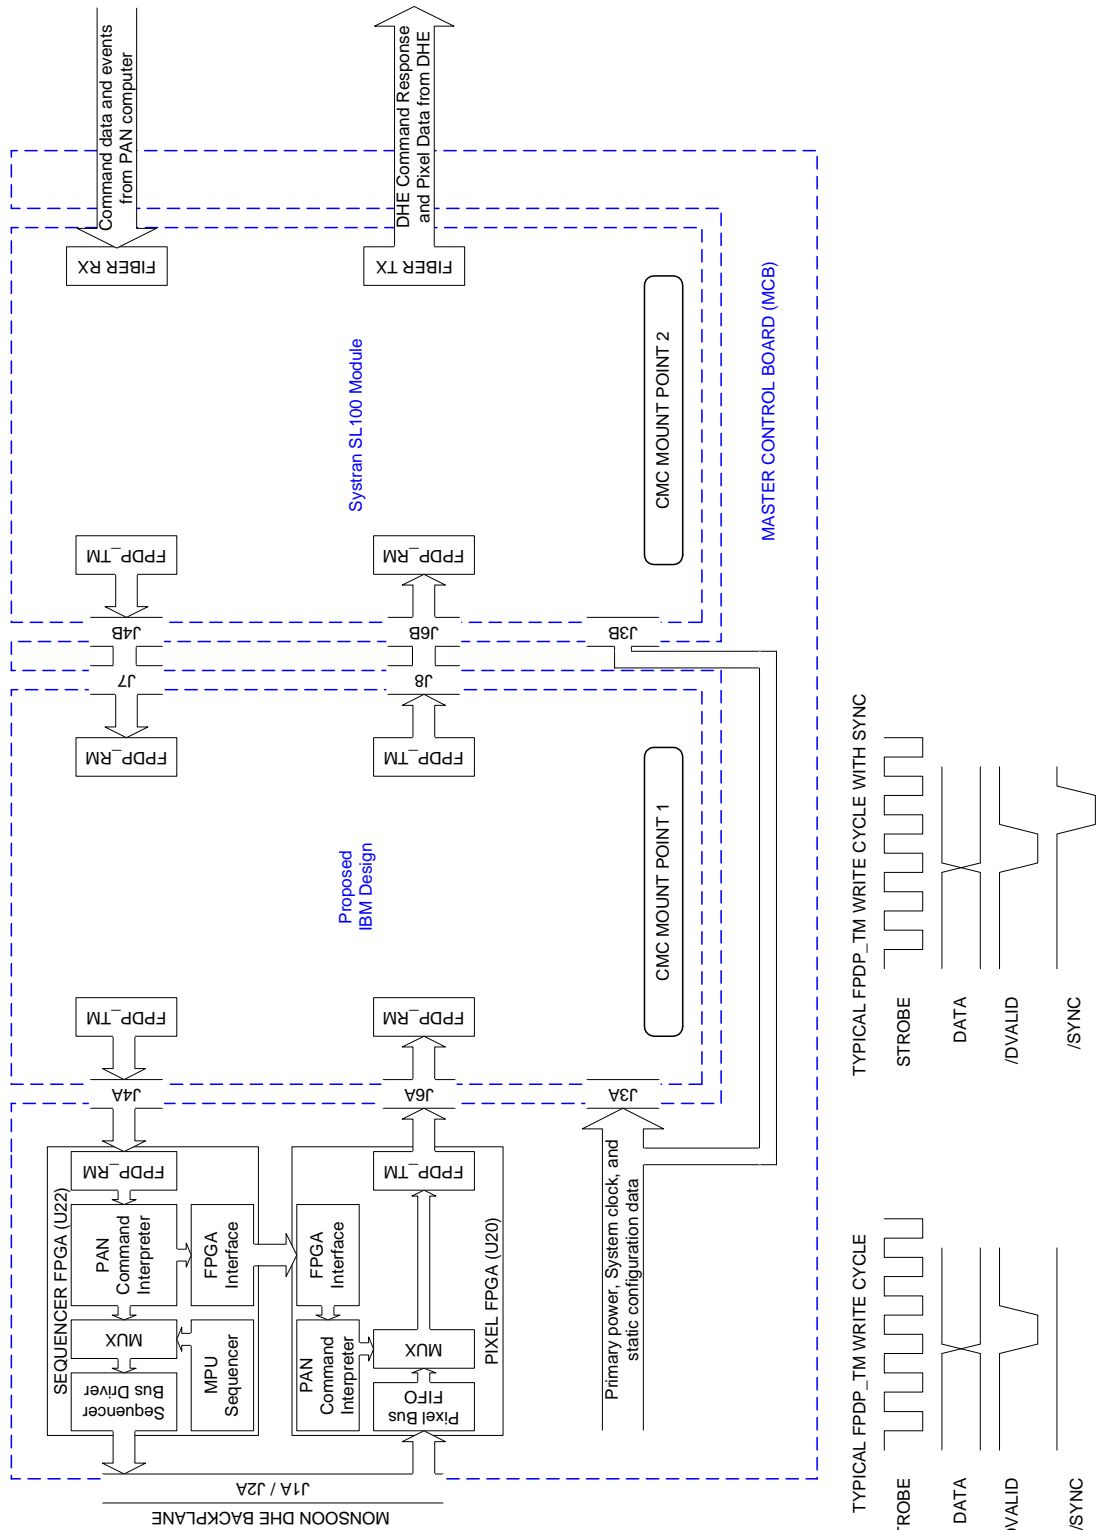 Command data and events
from PAN computer
DHE Command Response
and Pixel Data from DHE
FIBER RX
FIBER TX
Systran SL100 Module
CMC MOUNT POINT 2
MASTER CONTROL BOARD (MCB)
FPDP_TM
FPDP_RM
J4B
J6B
J3B
J7
J8
FPDP_RM
FPDP_TM
Proposed
IBM Design
CMC MOUNT POINT 1
FPDP_TM
FPDP_RM
J4A
J6A
J3A
SEQUENCER FPGA (U22)
FPDP_RM
PAN
Command
Interpreter
FPGA
Interface
MUX
MPU
Sequencer
Sequencer
Bus Driver
FPGA
Interface
PAN
Command
Interpreter
FPDP_TM
MUX
Pixel Bus
FIFO
PIXEL FPGA (U20)
Primary power, System clock, and
static configuration data
J1A / J2A
MONSOON DHE BACKPLANE
TYPICAL FPDP_TM WRITE CYCLE WITH SYNC
STROBE
DATA
/DVALID
/SYNC
TYPICAL FPDP_TM WRITE CYCLE
TROBE
DATA
DVALID
/SYNC